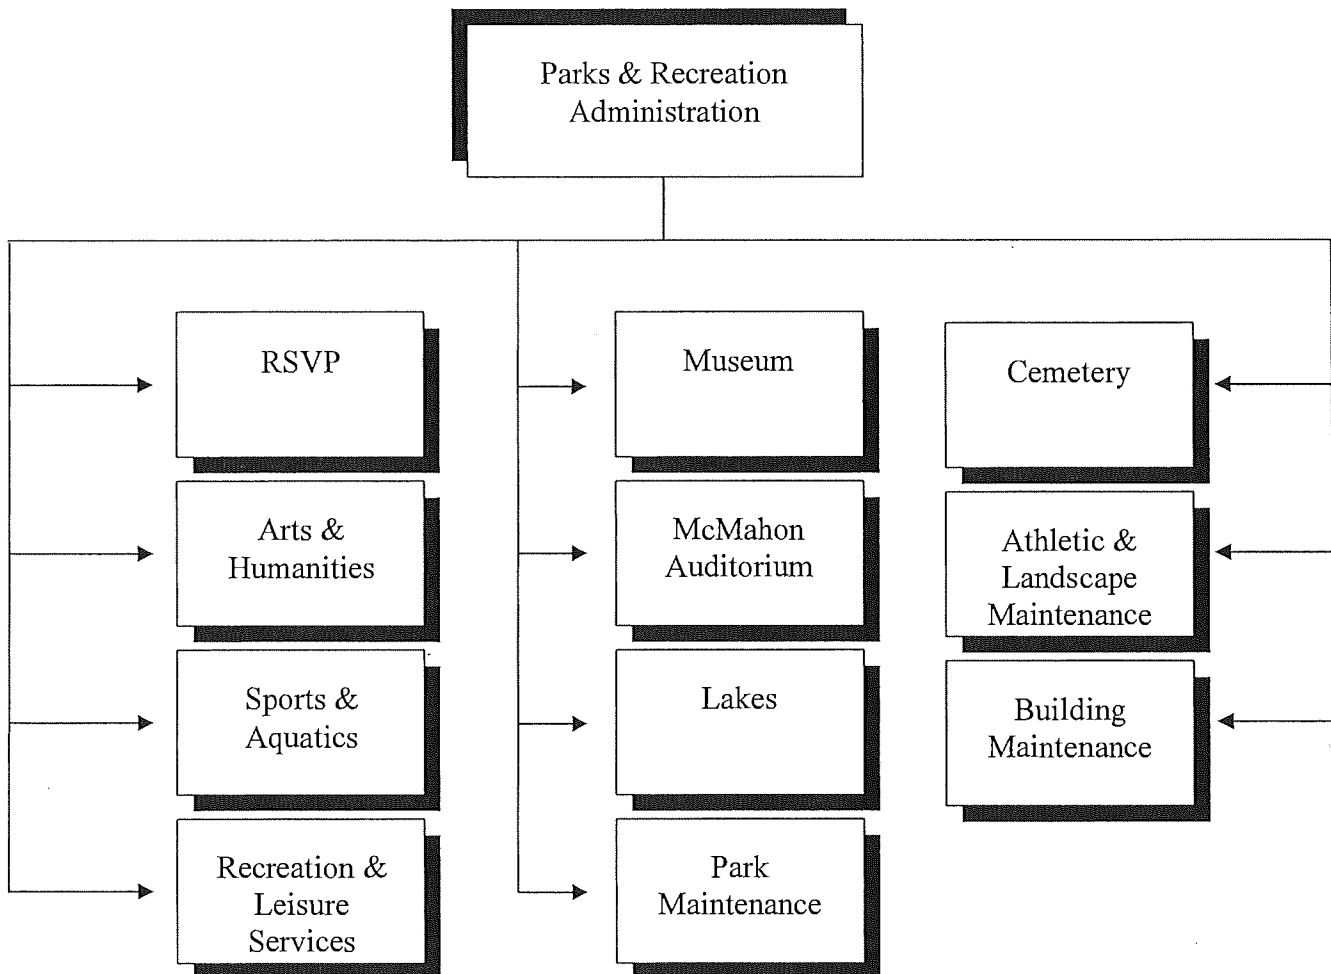 Parks & Recreation
Administration
RSVP
Arts &
Humanities
Sports &
Aquatics
Recreation &
Leisure
Services
Museum
McMahon
Auditorium
Lakes
Park
Maintenance
Cemetery
Athletic &
Landscape
Maintenance
Building
Maintenance